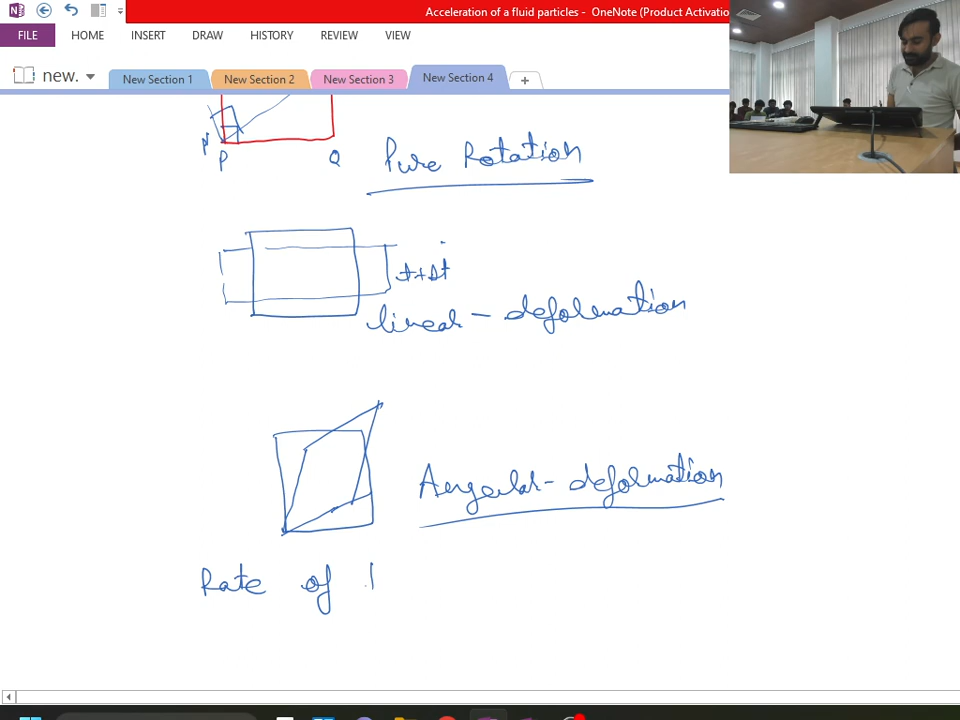 Acceleration of a fluid particles - OneNote (Product Activatio
FILE HOME INSERT DRAW HISTORY REVIEW VIEW
new. New Section 1 New Section 2 New Section 3 New Section 4 +
P Q Pure Rotation
t+Δt
linear - deformation
Angular - deformation
Rate of